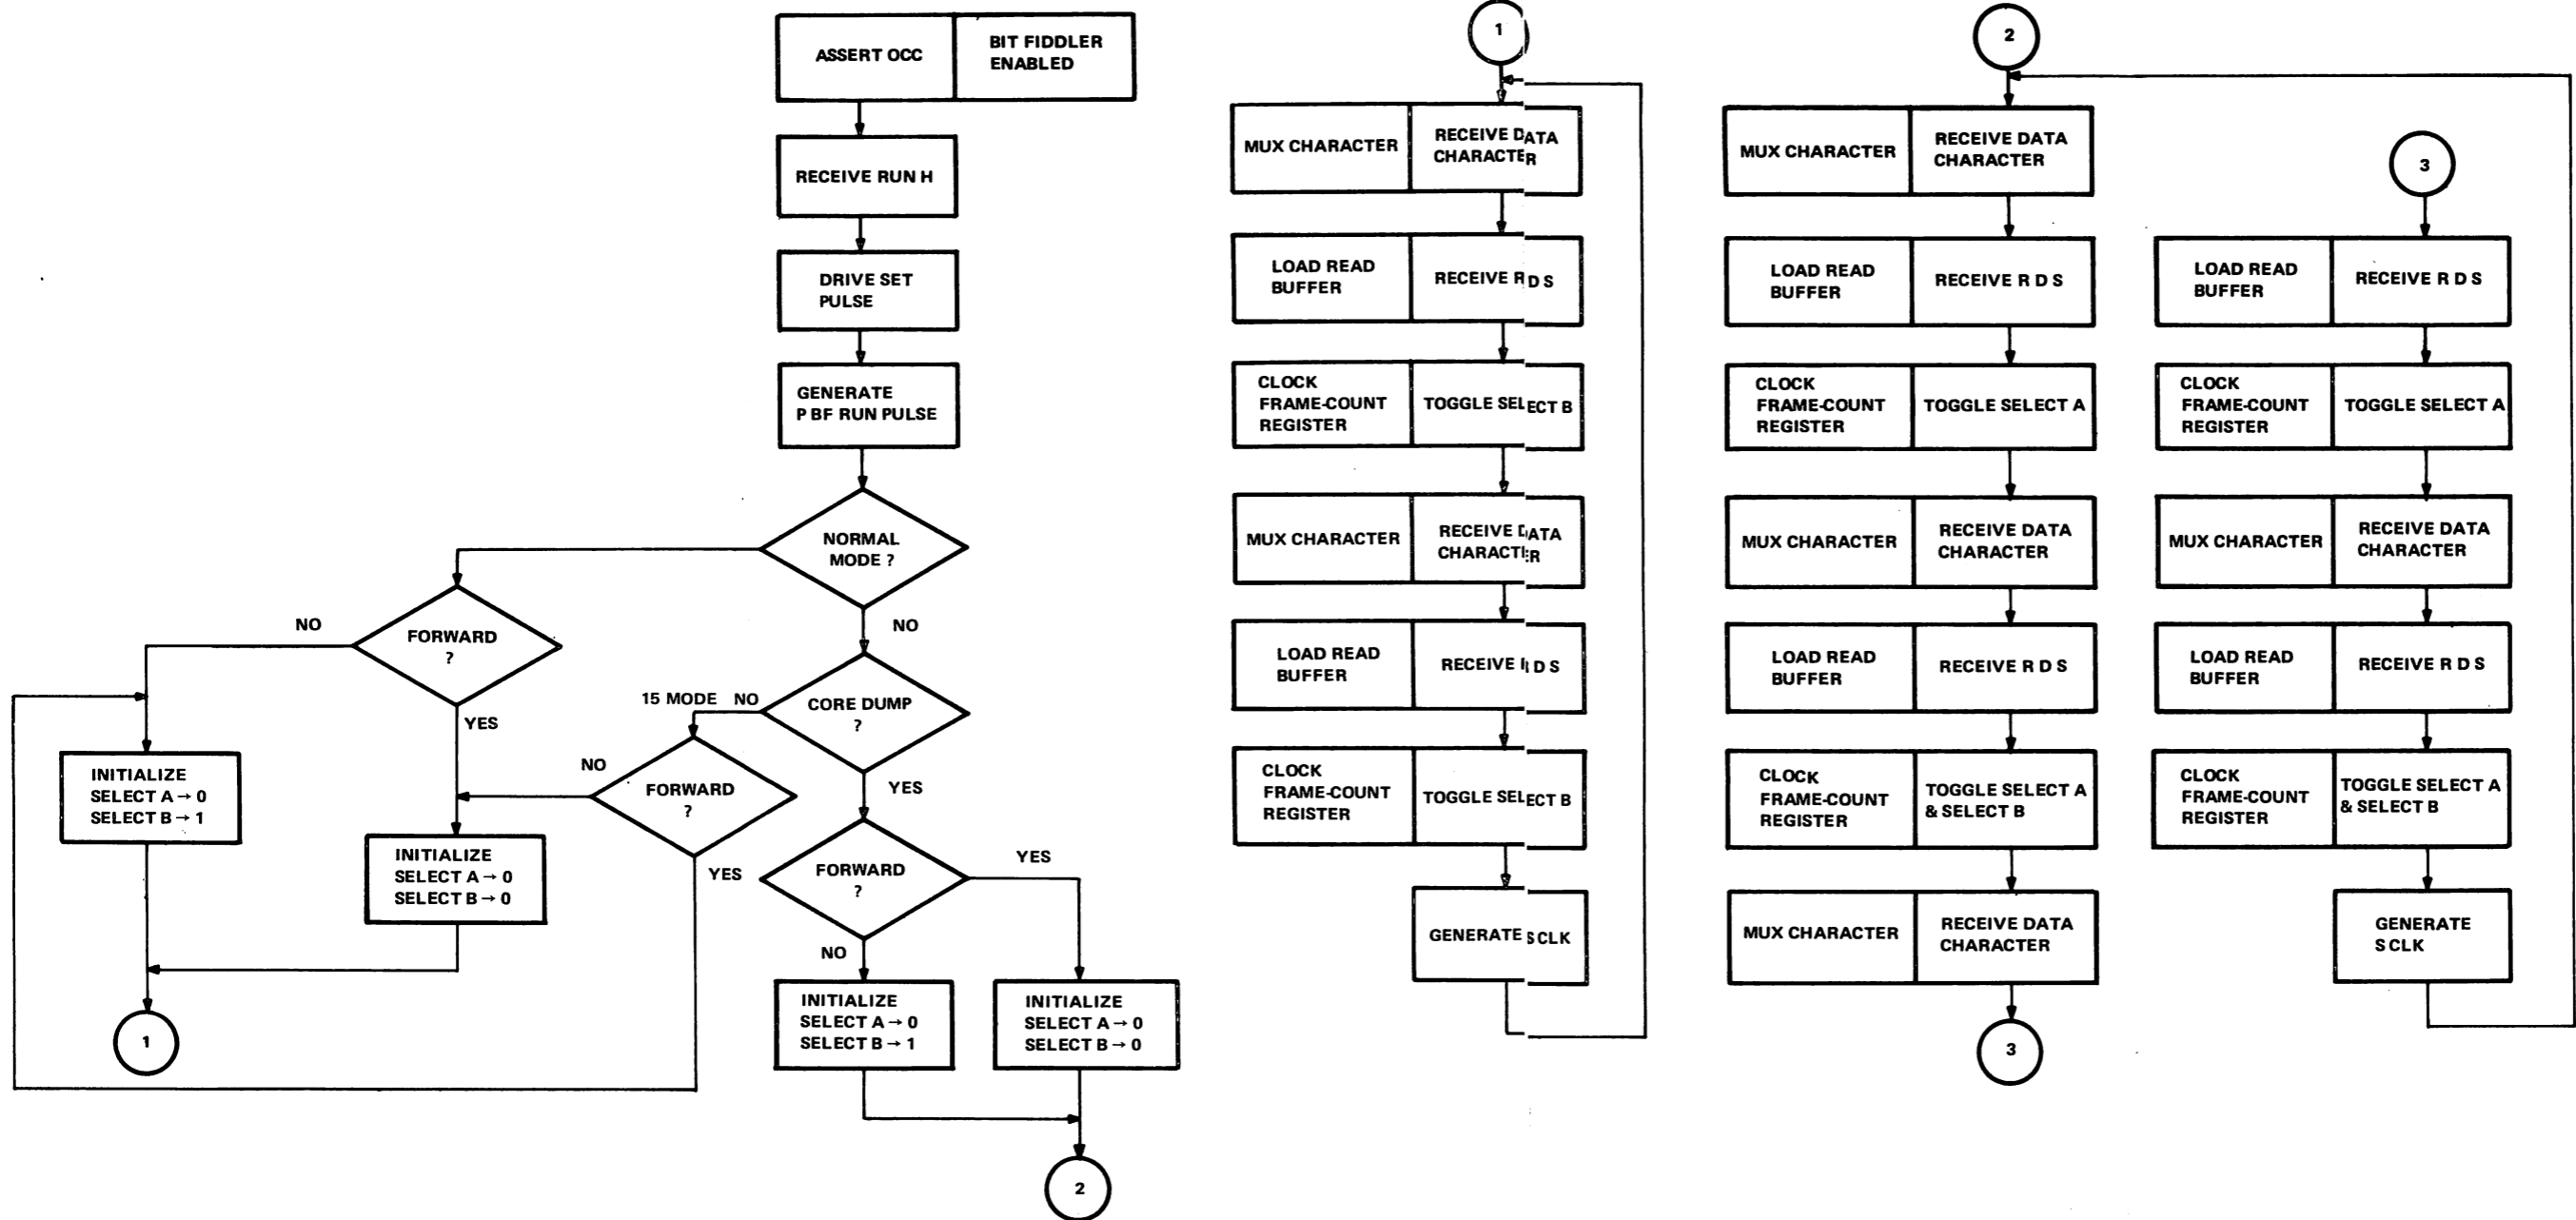 ASSERT OCC
BIT FIDDLER
ENABLED
RECEIVE RUN H
DRIVE SET
PULSE
GENERATE
P BF RUN PULSE
NORMAL
MODE ?
NO
FORWARD
?
NO
YES
CORE DUMP
?
15 MODE NO
YES
FORWARD
?
NO
YES
FORWARD
?
YES
NO
INITIALIZE
SELECT A → 0
SELECT B → 1
INITIALIZE
SELECT A → 0
SELECT B → 0
1
INITIALIZE
SELECT A → 0
SELECT B → 1
INITIALIZE
SELECT A → 0
SELECT B → 0
2
1
MUX CHARACTER
RECEIVE DATA
CHARACTER
LOAD READ
BUFFER
RECEIVE R D S
CLOCK
FRAME-COUNT
REGISTER
TOGGLE SELECT B
MUX CHARACTER
RECEIVE DATA
CHARACTER
LOAD READ
BUFFER
RECEIVE R D S
CLOCK
FRAME-COUNT
REGISTER
TOGGLE SELECT B
GENERATE S CLK
2
MUX CHARACTER
RECEIVE DATA
CHARACTER
LOAD READ
BUFFER
RECEIVE R D S
CLOCK
FRAME-COUNT
REGISTER
TOGGLE SELECT A
MUX CHARACTER
RECEIVE DATA
CHARACTER
LOAD READ
BUFFER
RECEIVE R D S
CLOCK
FRAME-COUNT
REGISTER
TOGGLE SELECT A
& SELECT B
MUX CHARACTER
RECEIVE DATA
CHARACTER
3
3
LOAD READ
BUFFER
RECEIVE R D S
CLOCK
FRAME-COUNT
REGISTER
TOGGLE SELECT A
MUX CHARACTER
RECEIVE DATA
CHARACTER
LOAD READ
BUFFER
RECEIVE R D S
CLOCK
FRAME-COUNT
REGISTER
TOGGLE SELECT A
& SELECT B
GENERATE
S CLK